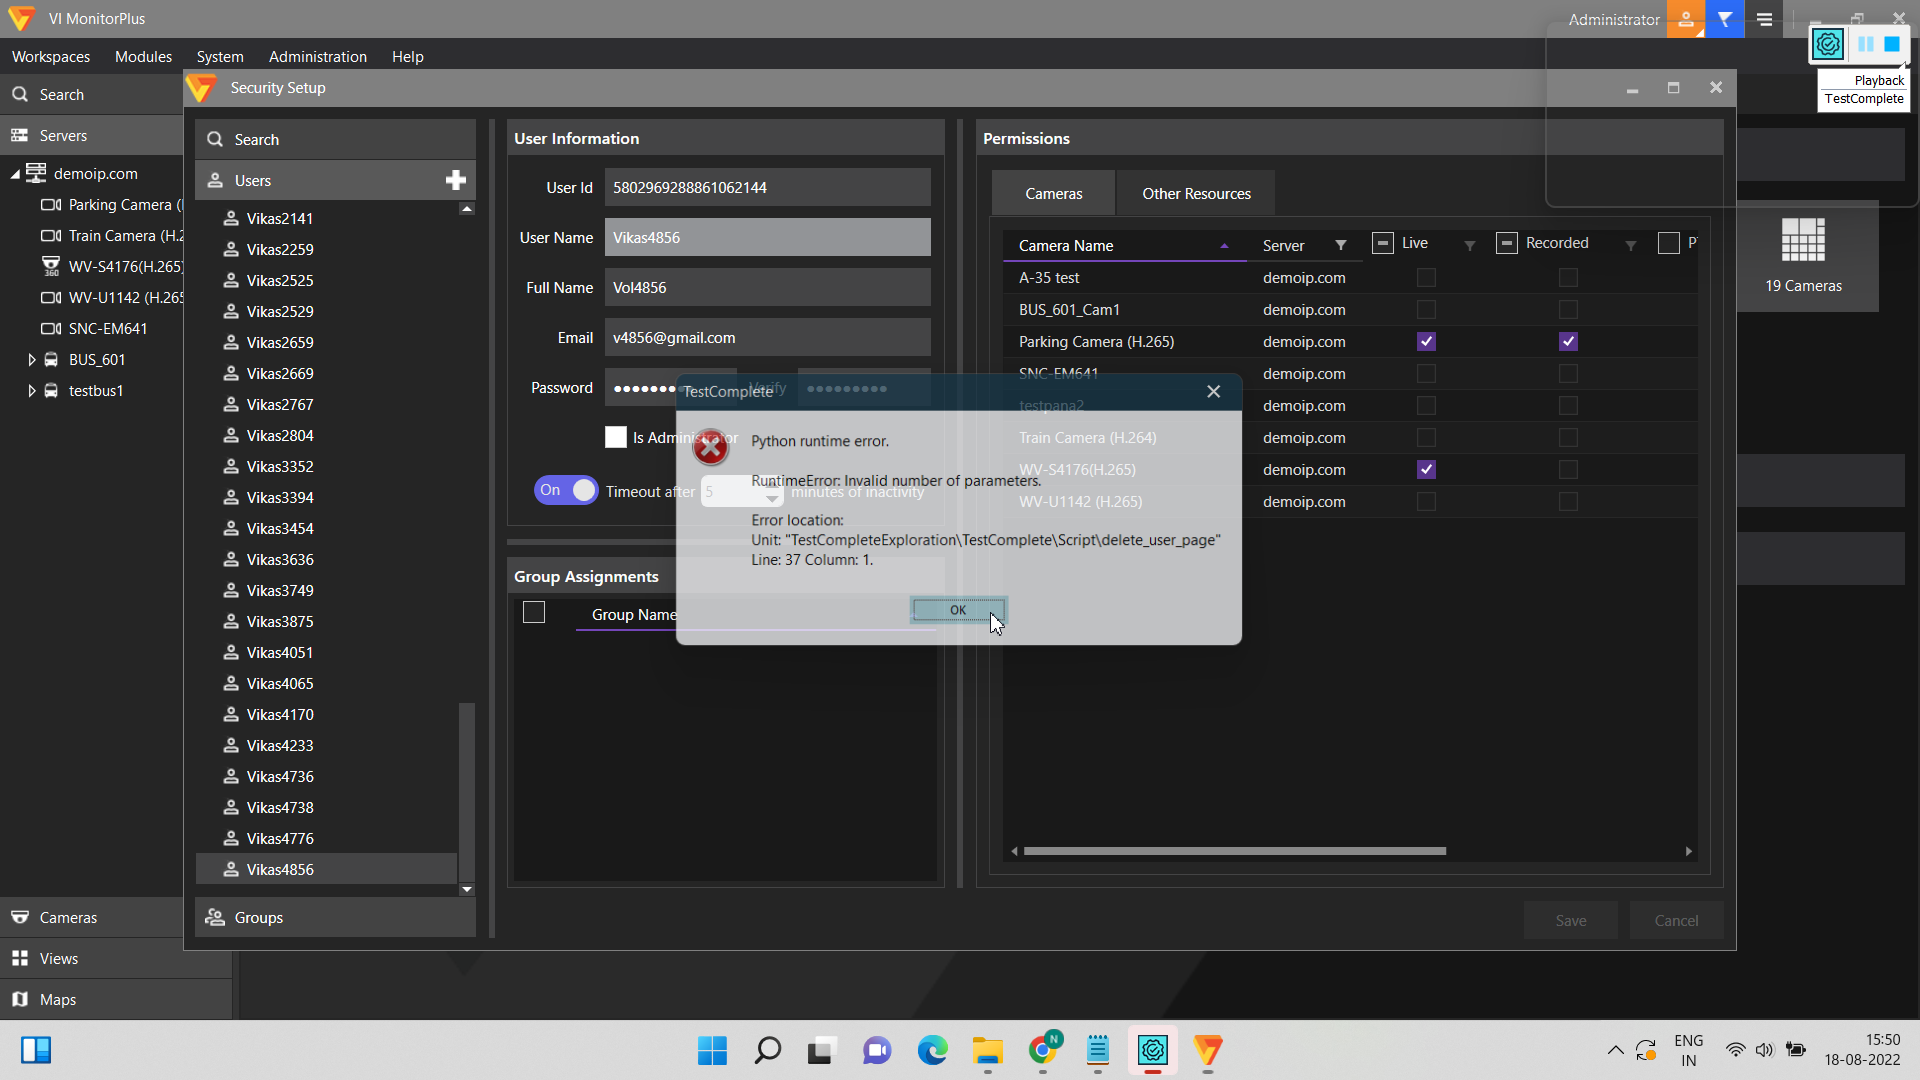 VI MonitorPlus
Administrator
Workspaces Modules System Administration Help
Playback
TestComplete
Search
Servers
demoip.com
Parking Camera (
Train Camera (H.2
360
WV-S4176(H.265)
WV-U1142 (H.265
SNC-EM641
BUS_601
testbus1
Cameras
Views
Maps
Security Setup
Search
Users
Vikas2141
Vikas2259
Vikas2525
Vikas2529
Vikas2659
Vikas2669
Vikas2767
Vikas2804
Vikas3352
Vikas3394
Vikas3454
Vikas3636
Vikas3749
Vikas3875
Vikas4051
Vikas4065
Vikas4170
Vikas4233
Vikas4736
Vikas4738
Vikas4776
Vikas4856
Groups
User Information
User Id 5802969288861062144
User Name Vikas4856
Full Name Vol4856
Email v4856@gmail.com
Password Verify
Is Administrator
On Timeout after 5 minutes of inactivity
Group Assignments
Group Name
Permissions
Cameras Other Resources
Camera Name Server Live Recorded P
A-35 test demoip.com
BUS_601_Cam1 demoip.com
Parking Camera (H.265) demoip.com
SNC-EM641 demoip.com
testpana2 demoip.com
Train Camera (H.264) demoip.com
WV-S4176(H.265) demoip.com
WV-U1142 (H.265) demoip.com
Save Cancel
19 Cameras
TestComplete
Python runtime error.
RuntimeError: Invalid number of parameters.
Error location:
Unit: "TestCompleteExploration\TestComplete\Script\delete_user_page"
Line: 37 Column: 1.
OK
N
ENG
IN
15:50
18-08-2022